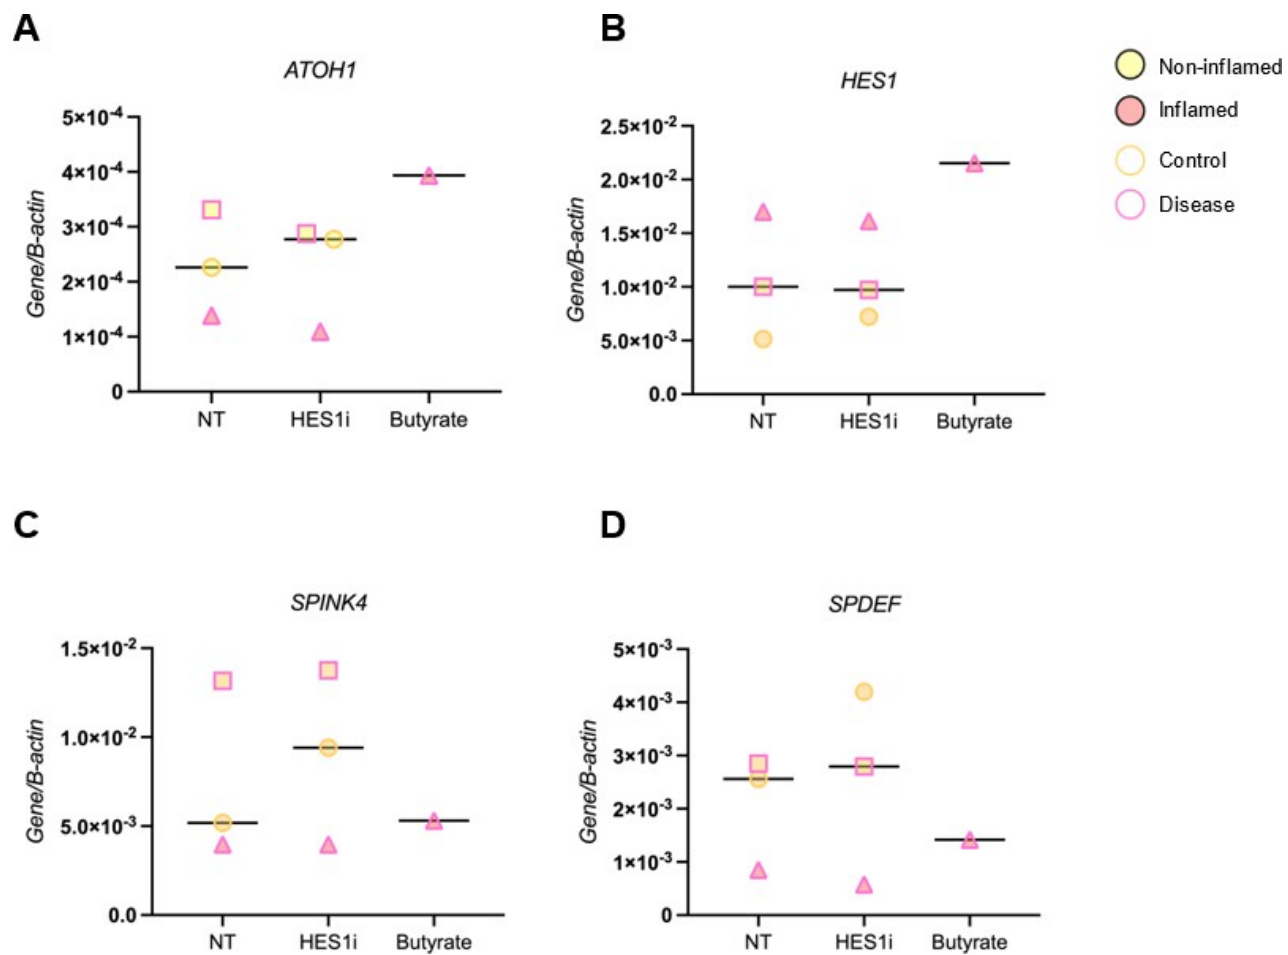 A
ATOH1
5×10⁻⁴
4×10⁻⁴
3×10⁻⁴
2×10⁻⁴
1×10⁻⁴
0
Gene/B-actin
NT HES1i Butyrate
B
HES1
2.5×10⁻²
2.0×10⁻²
1.5×10⁻²
1.0×10⁻²
5.0×10⁻³
0.0
Gene/B-actin
NT HES1i Butyrate
Non-inflamed
Inflamed
Control
Disease
C
SPINK4
1.5×10⁻²
1.0×10⁻²
5.0×10⁻³
0.0
Gene/B-actin
NT HES1i Butyrate
D
SPDEF
5×10⁻³
4×10⁻³
3×10⁻³
2×10⁻³
1×10⁻³
0
Gene/B-actin
NT HES1i Butyrate